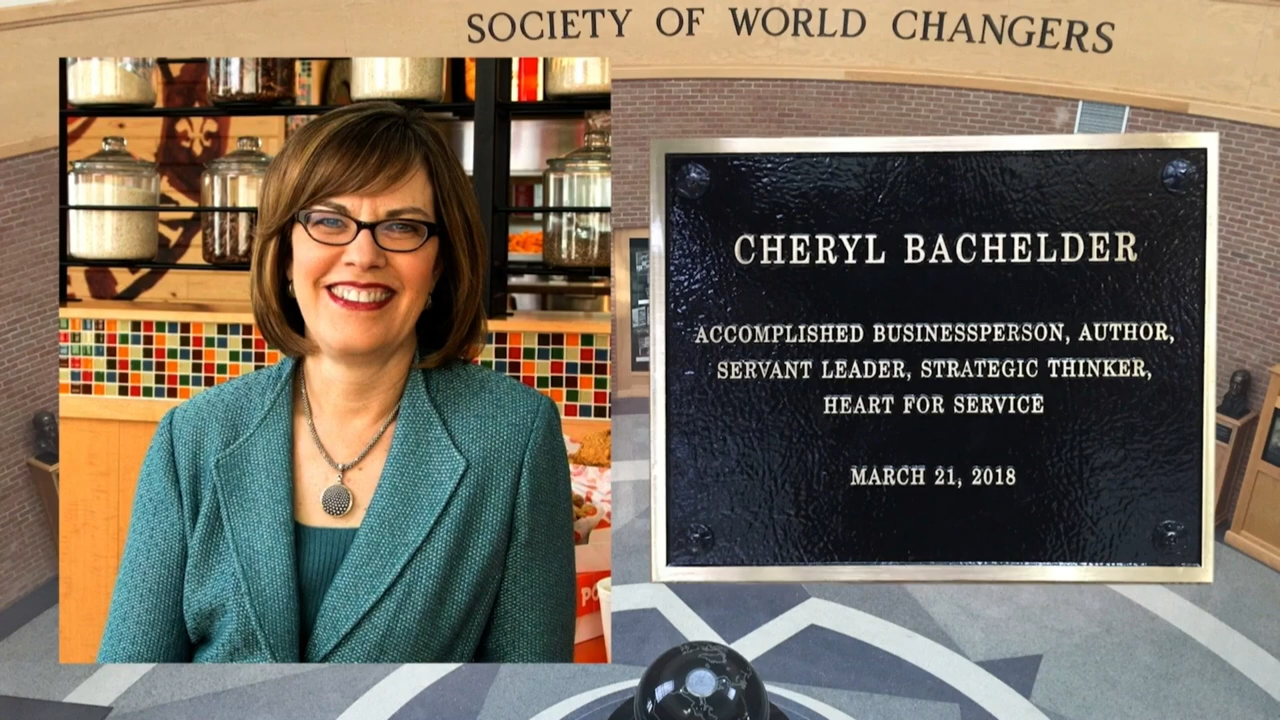 SOCIETY OF WORLD CHANGERS
CHERYL BACHELDER
ACCOMPLISHED BUSINESSPERSON, AUTHOR,
SERVANT LEADER, STRATEGIC THINKER,
HEART FOR SERVICE
MARCH 21, 2018